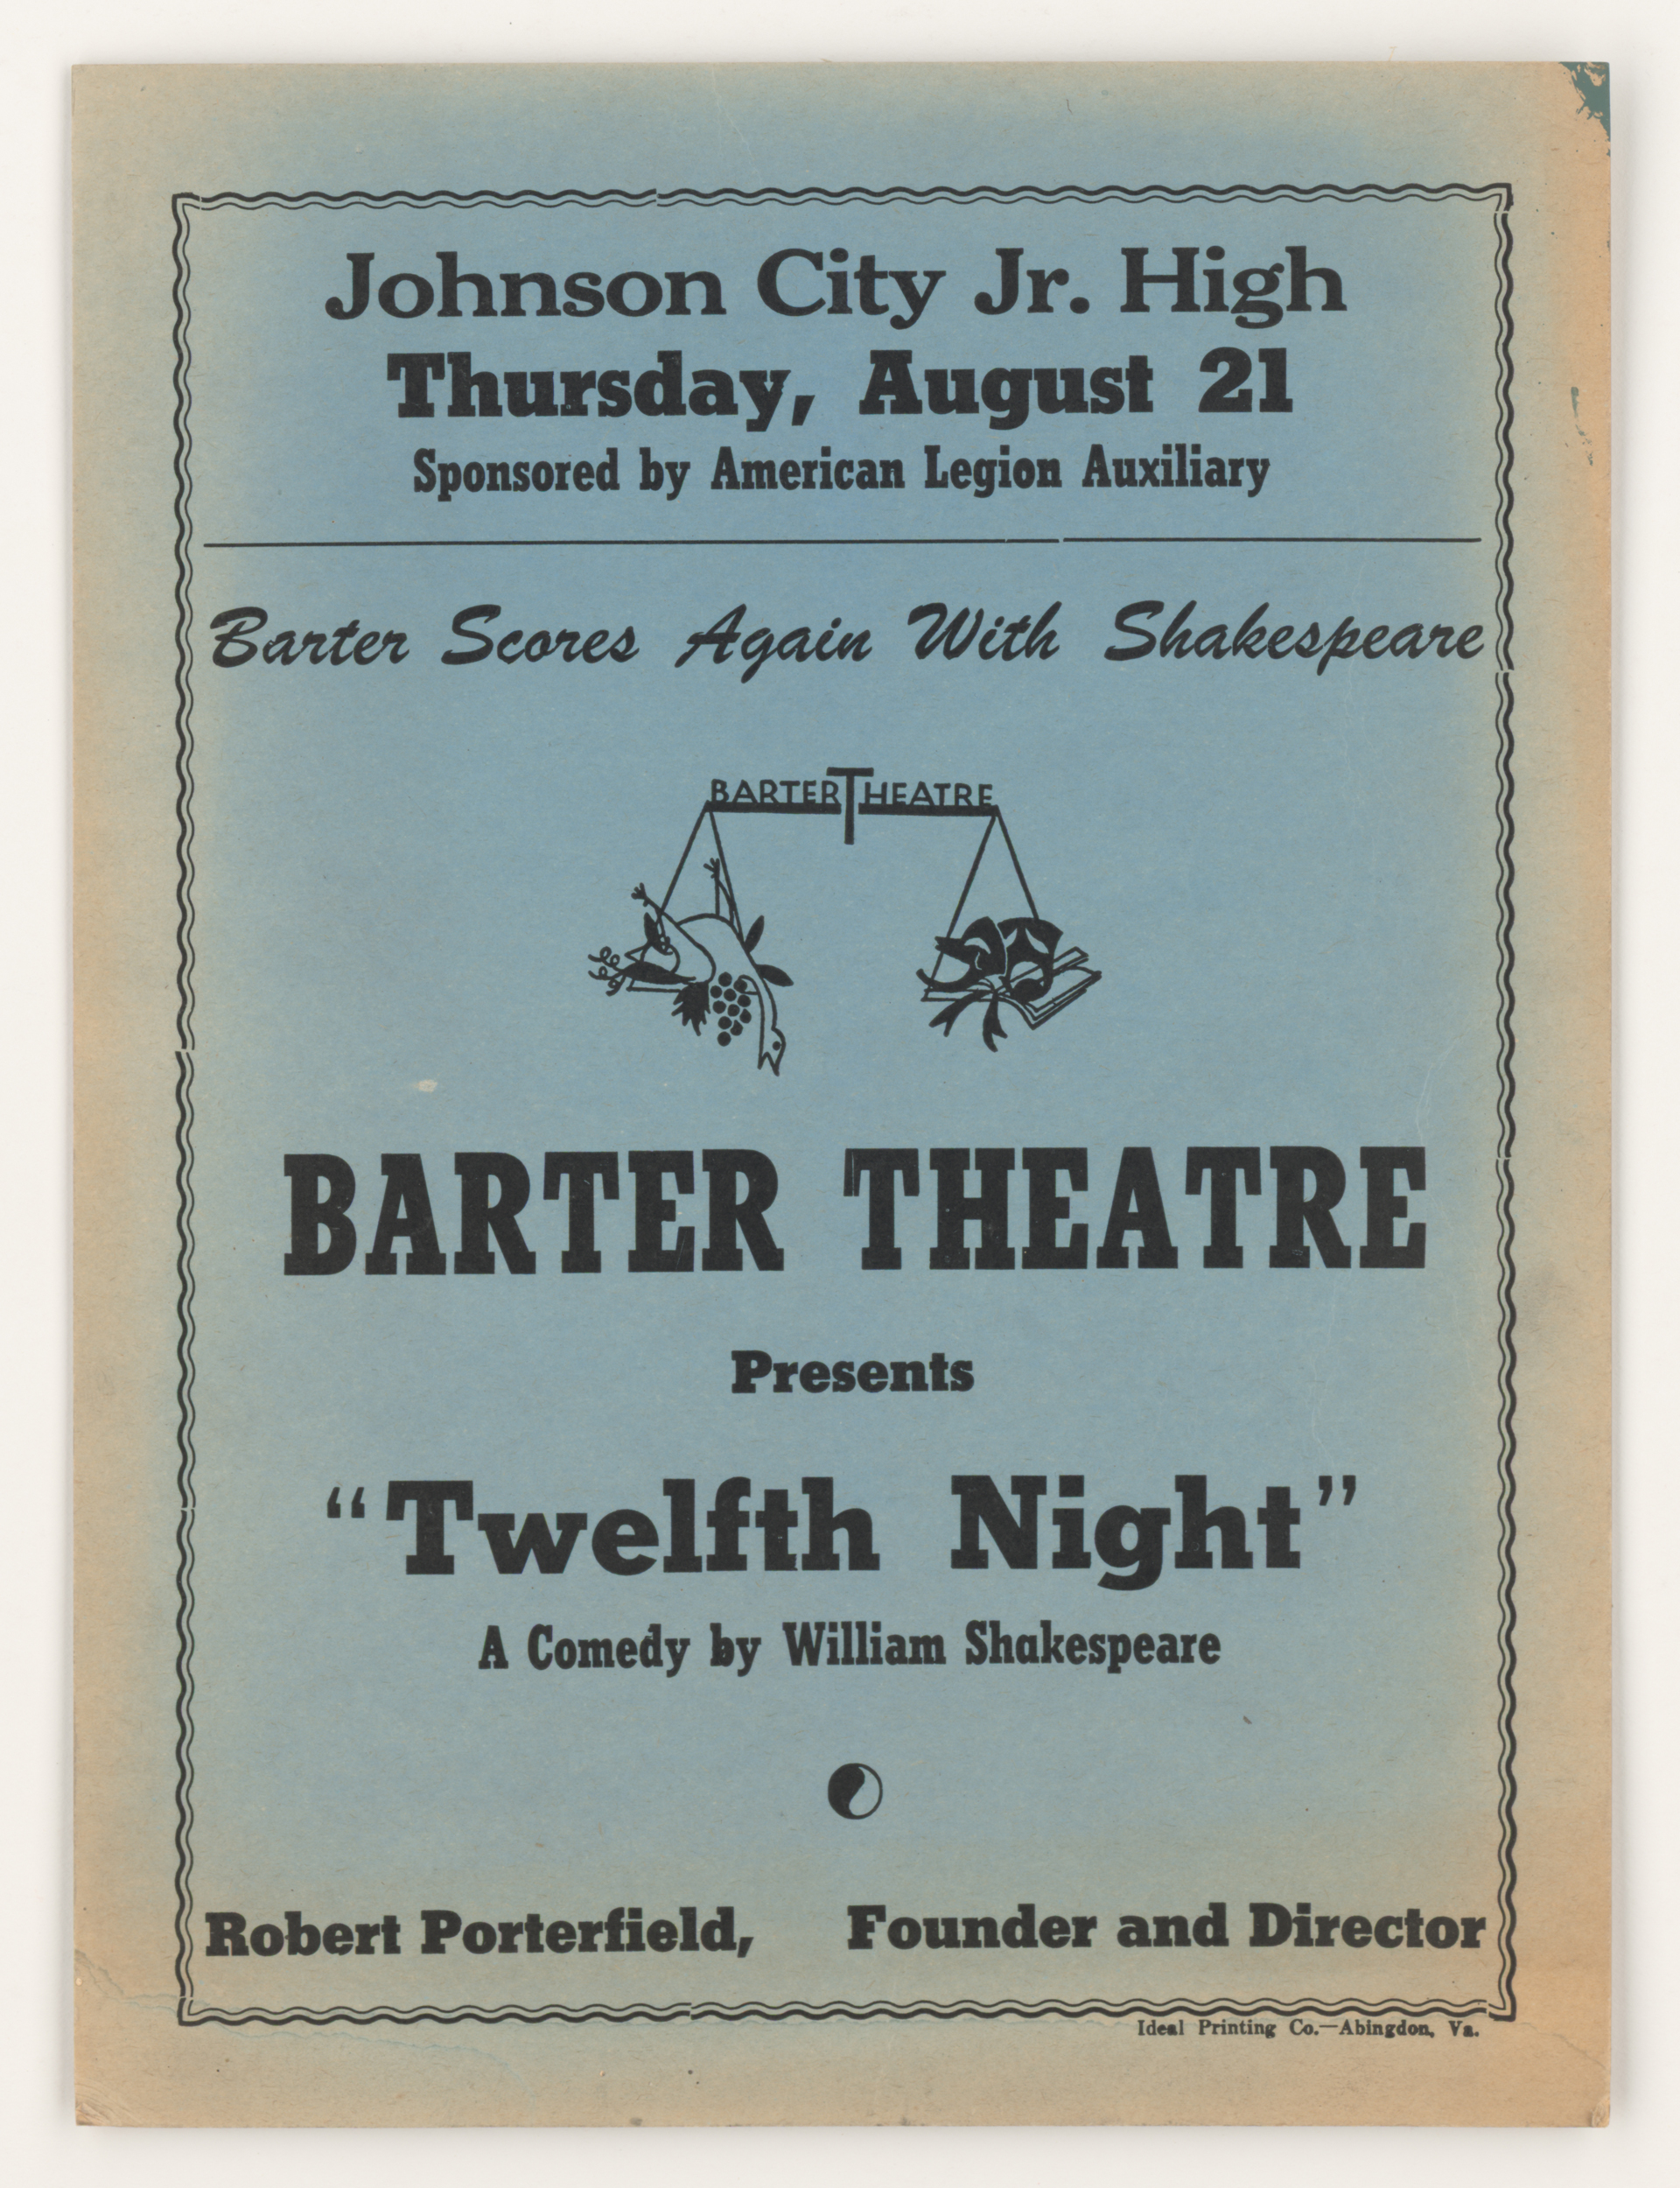 Johnson City Jr. High
Thursday, August 21
Sponsored by American Legion Auxiliary
Barter Scores Again With Shakespeare
BARTER THEATRE
BARTER THEATRE
Presents
“Twelfth Night”
A Comedy by William Shakespeare
Robert Porterfield, Founder and Director
Ideal Printing Co.—Abingdon, Va.